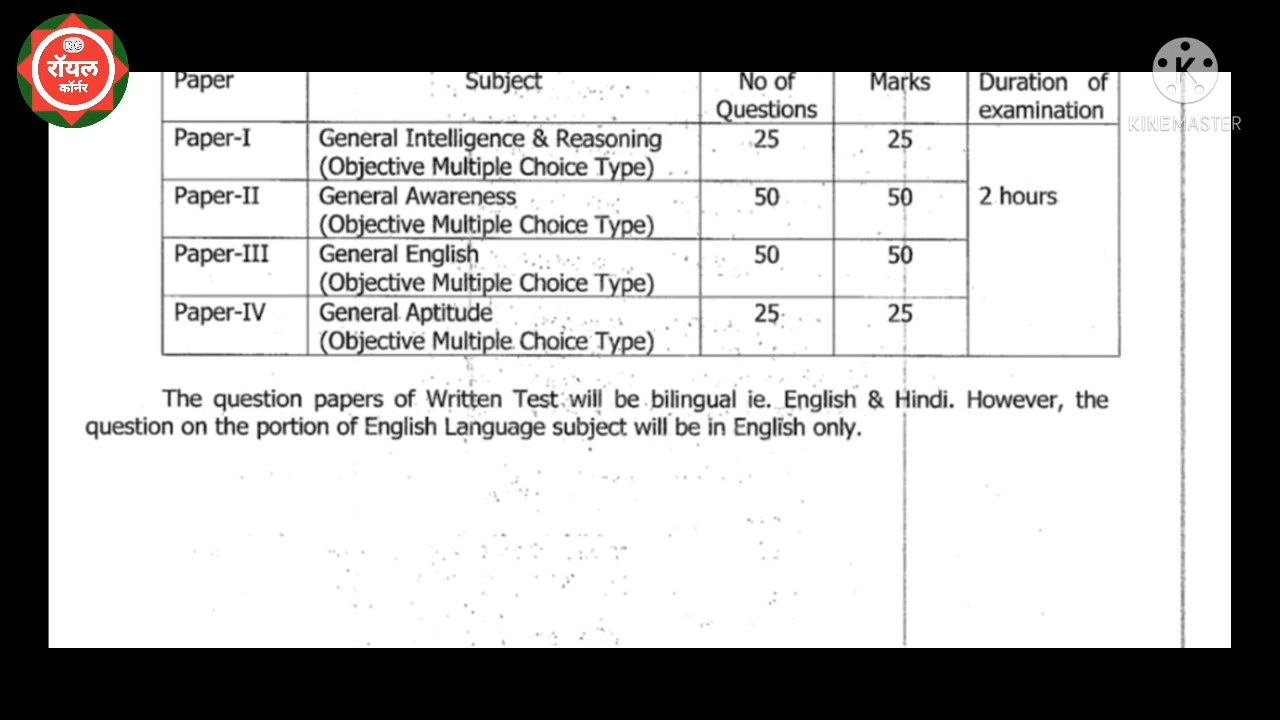 RC
रॉयल
कॉर्नर
K
KINEMASTER
Paper Subject No of Questions Marks Duration of examination
Paper-I General Intelligence & Reasoning (Objective Multiple Choice Type) 25 25 2 hours
Paper-II General Awareness (Objective Multiple Choice Type) 50 50
Paper-III General English (Objective Multiple Choice Type) 50 50
Paper-IV General Aptitude (Objective Multiple Choice Type) 25 25
The question papers of Written Test will be bilingual ie. English & Hindi. However, the
question on the portion of English Language subject will be in English only.